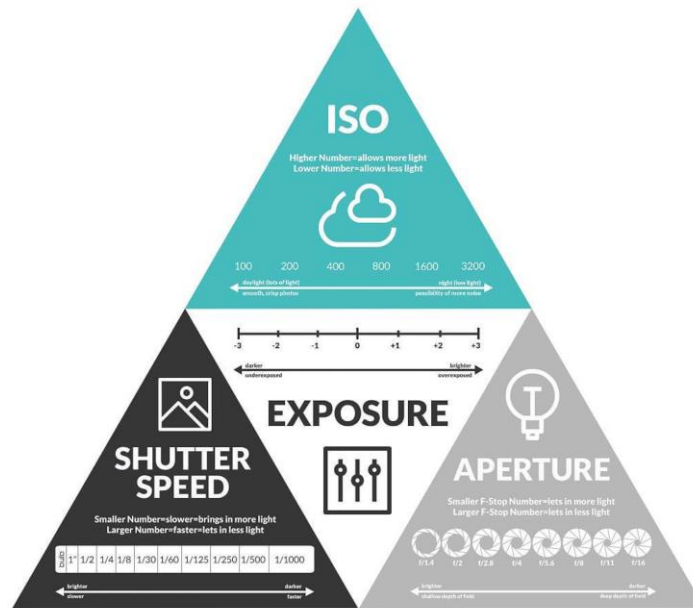 ISO
Higher Number=allows more light
Lower Number=allows less light
100 200 400 800 1600 3200
daylight (lots of light) night (low light)
smooth, crisp photos possibility of more noise
-3 -2 -1 0 +1 +2 +3
darker brighter
underexposed overexposed
EXPOSURE
SHUTTER
SPEED
Smaller Number=slower=brings in more light
Larger Number=faster=lets in less light
bulb 1" 1/2 1/4 1/8 1/30 1/60 1/125 1/250 1/500 1/1000
brighter darker
slower faster
APERTURE
Smaller F-Stop Number=lets in more light
Larger F-Stop Number=lets in less light
f/1.4 f/2 f/2.8 f/4 f/5.6 f/8 f/11 f/16
brighter darker
shallow depth of field deep depth of field